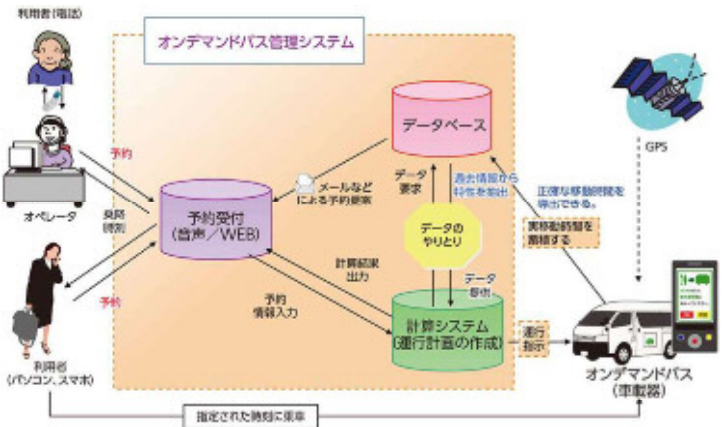 利用者(電話)
オンデマンドバス管理システム
データベース
GPS
予約
オペレータ
メールなど
による予約提案
データ
要求
過去情報から
特性を抽出
正確な移動時間を
導出できる。
実移動時間を
蓄積する
予約受付
(音声/WEB)
データの
やりとり
時刻
予約
計算結果
出力
予約
情報入力
データ
提供
計算システム
(運行計画の作成)
運行
指示
利用者
(パソコン、スマホ)
オンデマンドバス
(車載器)
指定された時刻に乗車